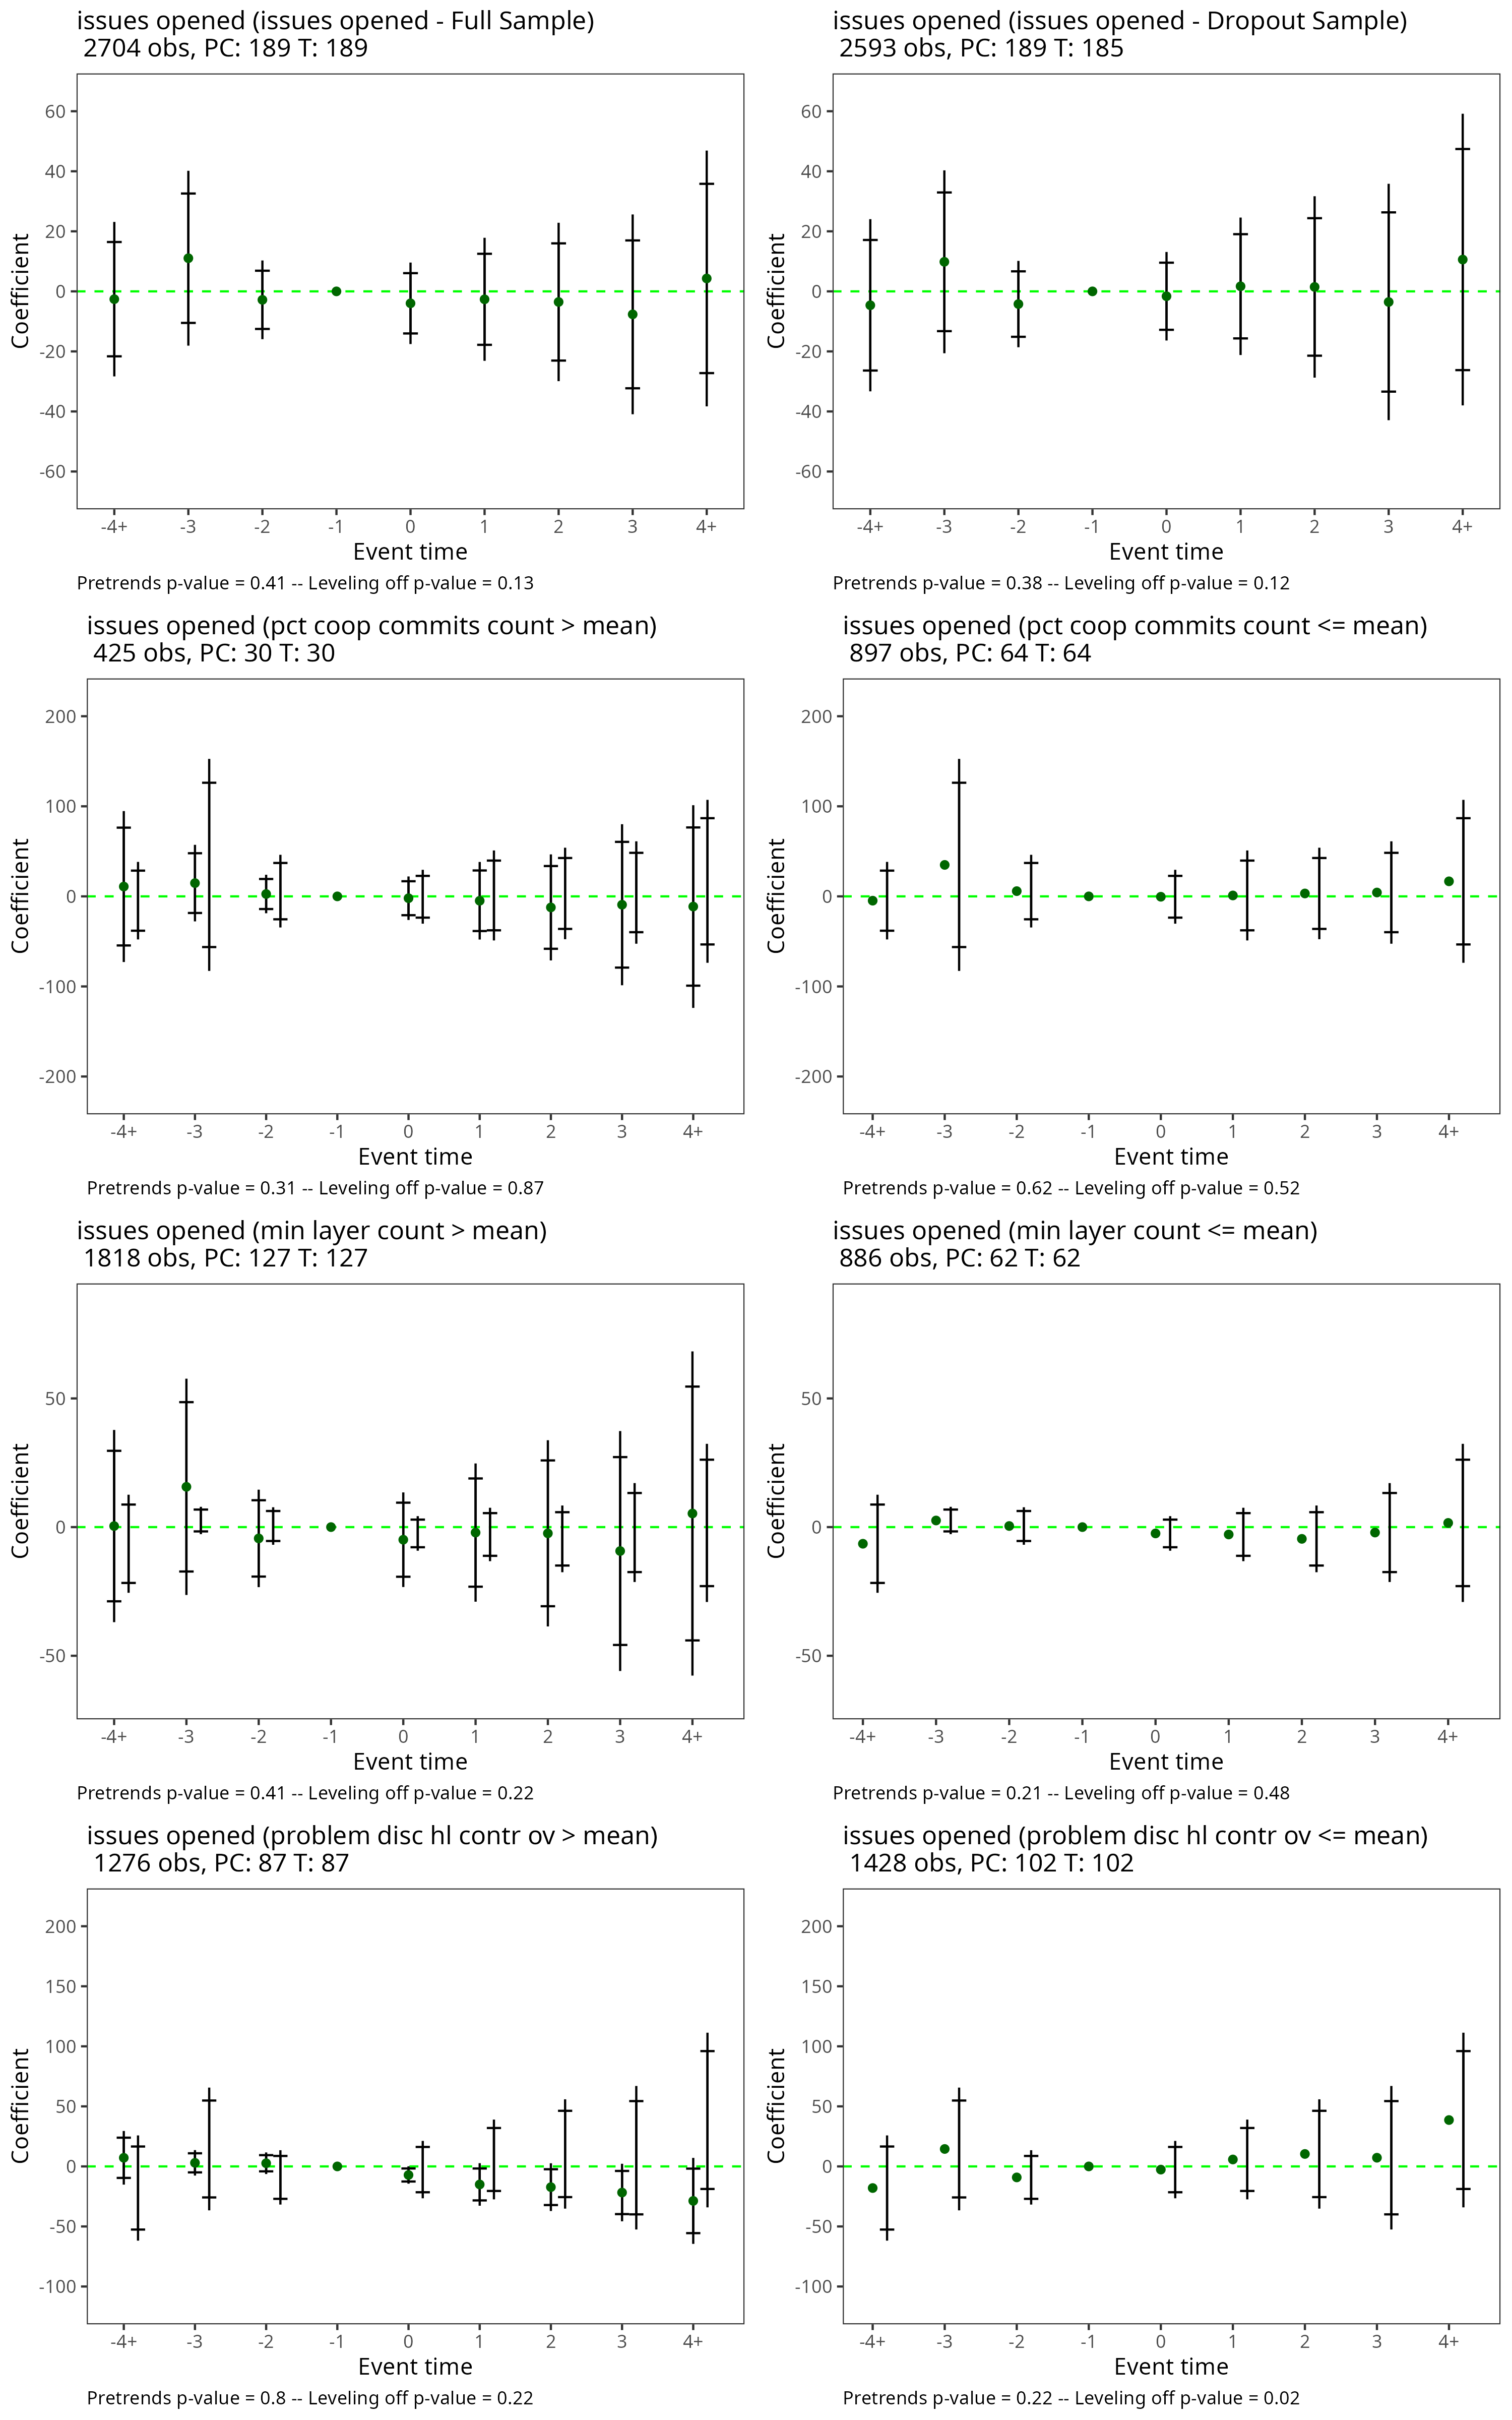 issues opened (issues opened - Full Sample)
2704 obs, PC: 189 T: 189
60
40
20
0
-20
-40
-60
Coefficient
-4+ -3 -2 -1 0 1 2 3 4+
Event time
Pretrends p-value = 0.41 -- Leveling off p-value = 0.13
issues opened (issues opened - Dropout Sample)
2593 obs, PC: 189 T: 185
60
40
20
0
-20
-40
-60
Coefficient
-4+ -3 -2 -1 0 1 2 3 4+
Event time
Pretrends p-value = 0.38 -- Leveling off p-value = 0.12
issues opened (pct coop commits count > mean)
425 obs, PC: 30 T: 30
200
100
0
-100
-200
Coefficient
-4+ -3 -2 -1 0 1 2 3 4+
Event time
Pretrends p-value = 0.31 -- Leveling off p-value = 0.87
issues opened (pct coop commits count <= mean)
897 obs, PC: 64 T: 64
200
100
0
-100
-200
Coefficient
-4+ -3 -2 -1 0 1 2 3 4+
Event time
Pretrends p-value = 0.62 -- Leveling off p-value = 0.52
issues opened (min layer count > mean)
1818 obs, PC: 127 T: 127
50
0
-50
Coefficient
-4+ -3 -2 -1 0 1 2 3 4+
Event time
Pretrends p-value = 0.41 -- Leveling off p-value = 0.22
issues opened (min layer count <= mean)
886 obs, PC: 62 T: 62
50
0
-50
Coefficient
-4+ -3 -2 -1 0 1 2 3 4+
Event time
Pretrends p-value = 0.21 -- Leveling off p-value = 0.48
issues opened (problem disc hl contr ov > mean)
1276 obs, PC: 87 T: 87
200
150
100
50
0
-50
-100
Coefficient
-4+ -3 -2 -1 0 1 2 3 4+
Event time
Pretrends p-value = 0.8 -- Leveling off p-value = 0.22
issues opened (problem disc hl contr ov <= mean)
1428 obs, PC: 102 T: 102
200
150
100
50
0
-50
-100
Coefficient
-4+ -3 -2 -1 0 1 2 3 4+
Event time
Pretrends p-value = 0.22 -- Leveling off p-value = 0.02